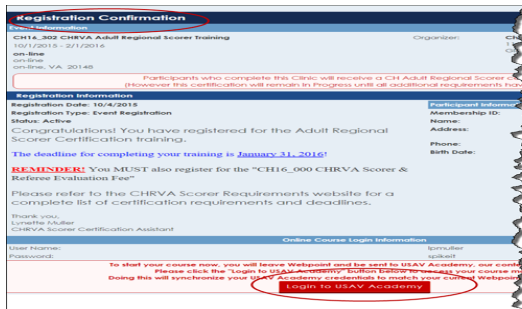 Registration Confirmation
Event Information
CH16_302 CHRVA Adult Regional Scorer Training
Organizer:
10/1/2015 - 2/1/2016
on-line
on-line
on-line, VA 20148
Participants who complete this Clinic will receive a CH Adult Regional Scorer
(However this certification will remain in Progress until all additional requirements
Registration Information
Participant
Registration Date: 10/4/2015
Membership ID:
Registration Type: Event Registration
Name:
Status: Active
Address:
Congratulations! You have registered for the Adult Regional
Scorer Certification training.
Phone:
The deadline for completing your training is January 31, 2016!
Birth Date:
REMINDER! You MUST also register for the "CH16_000 CHRVA Scorer &
Referee Evaluation Fee"
Please refer to the CHRVA Scorer Requirements website for a
complete list of certification requirements and deadlines.
Thank you,
Lynette Muller
CHRVA Scorer Certification Assistant
Online Course Login Information
User Name:
lpmuller
Password:
spikeit
To start your course now, you will leave Webpoint and be sent to USAV Academy, our
Please click the "Login to USAV Academy" button below to access your course
Doing this will synchronize your USAV Academy credentials to match your current Webpoint
Login to USAV Academy